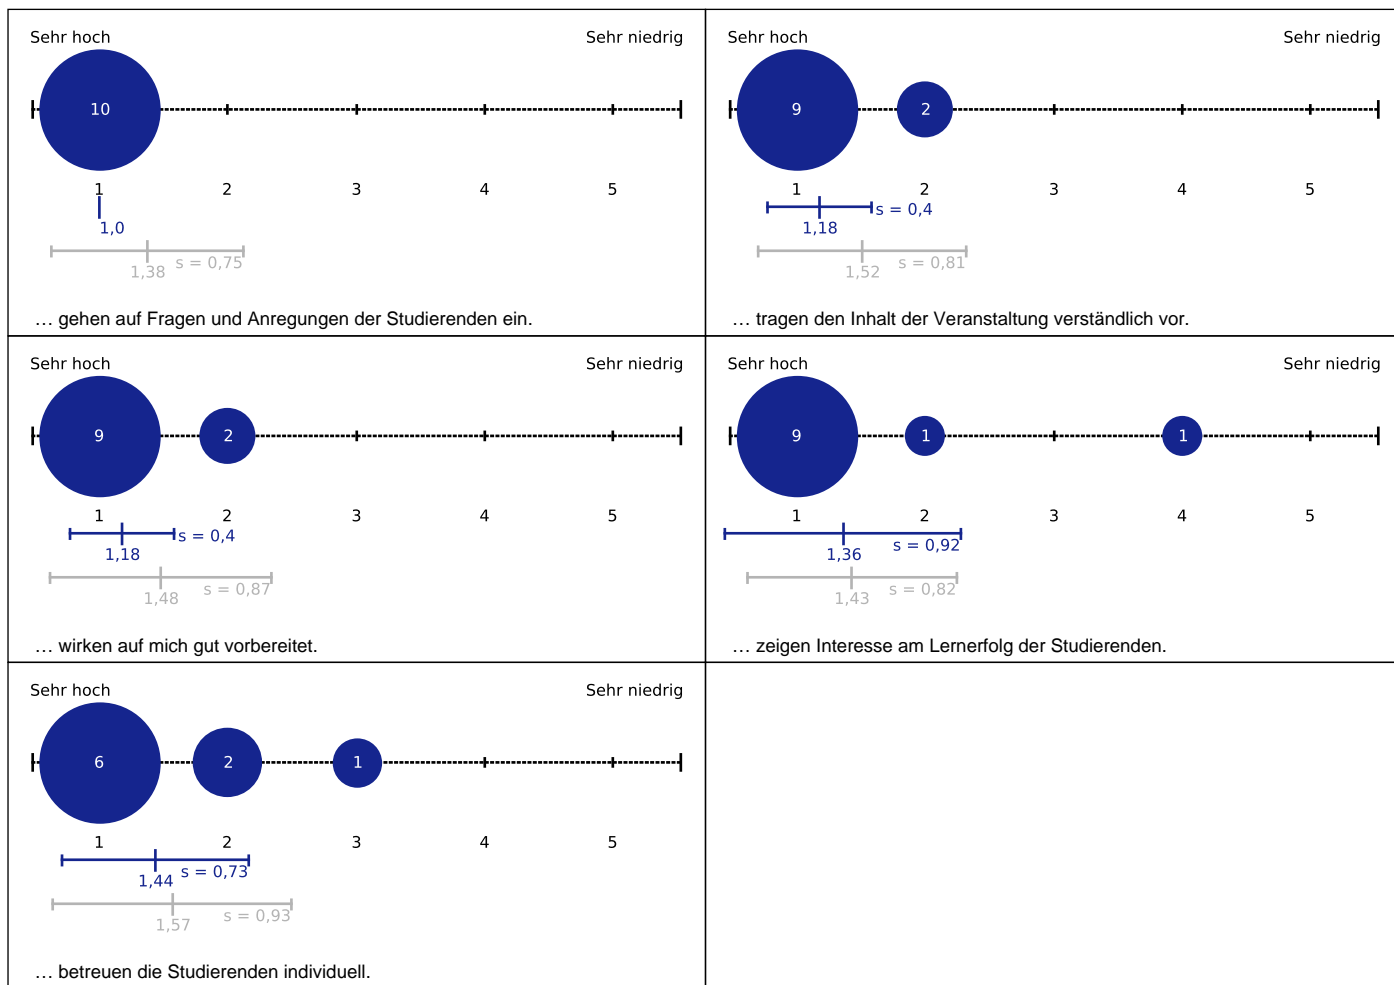 Sehr hoch Sehr niedrig
10
1 2 3 4 5
1,0
s = 0,75
1,38
… gehen auf Fragen und Anregungen der Studierenden ein.
Sehr hoch Sehr niedrig
9 2
1 2 3 4 5
s = 0,4
1,18
s = 0,81
1,52
… tragen den Inhalt der Veranstaltung verständlich vor.
Sehr hoch Sehr niedrig
9 2
1 2 3 4 5
s = 0,4
1,18
s = 0,87
1,48
… wirken auf mich gut vorbereitet.
Sehr hoch Sehr niedrig
9 1 1
1 2 3 4 5
s = 0,92
1,36
s = 0,82
1,43
… zeigen Interesse am Lernerfolg der Studierenden.
Sehr hoch Sehr niedrig
6 2 1
1 2 3 4 5
s = 0,73
1,44
s = 0,93
1,57
… betreuen die Studierenden individuell.